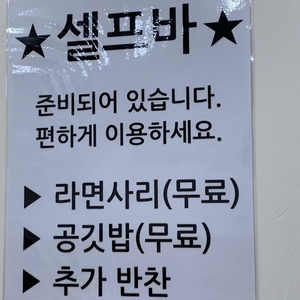 ★셀프바★
준비되어 있습니다.
편하게 이용하세요.
▶ 라면사리(무료)
▶ 공깃밥(무료)
▶ 추가 반찬